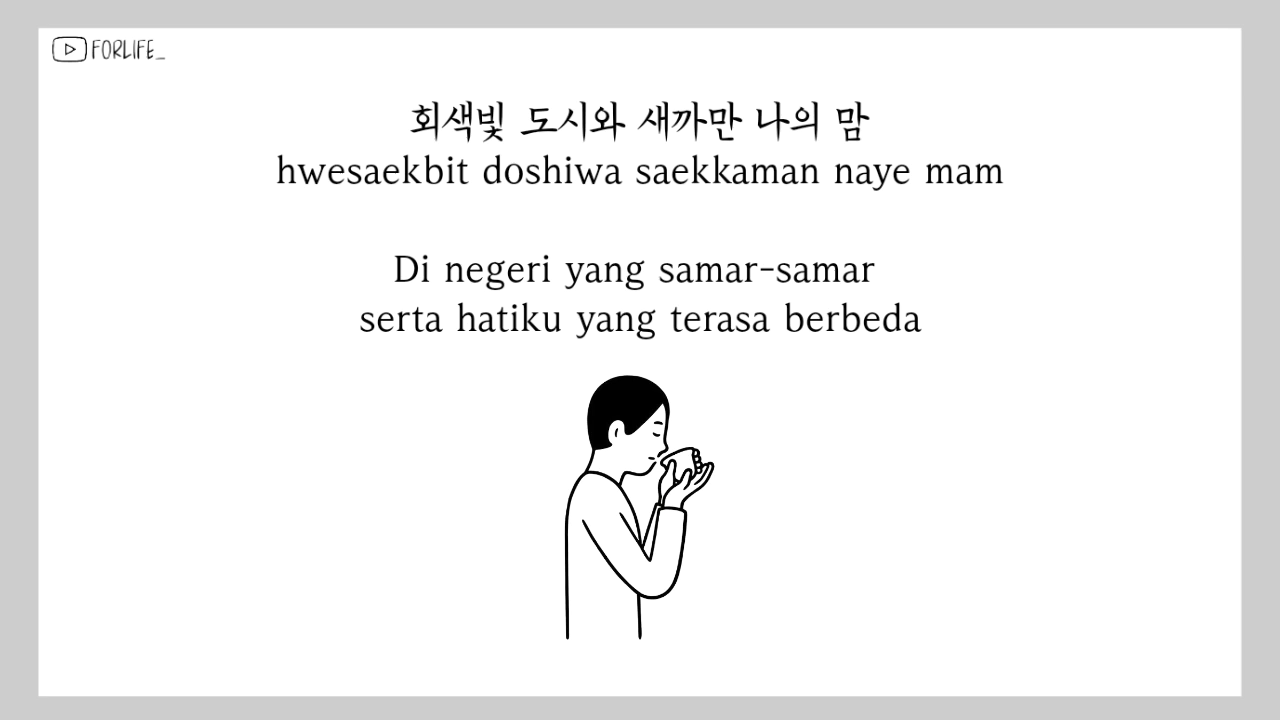 FORLIFE_
회색빛 도시와 새까만 나의 맘
hwesaekbit doshiwa saekkaman naye mam
Di negeri yang samar-samar
serta hatiku yang terasa berbeda